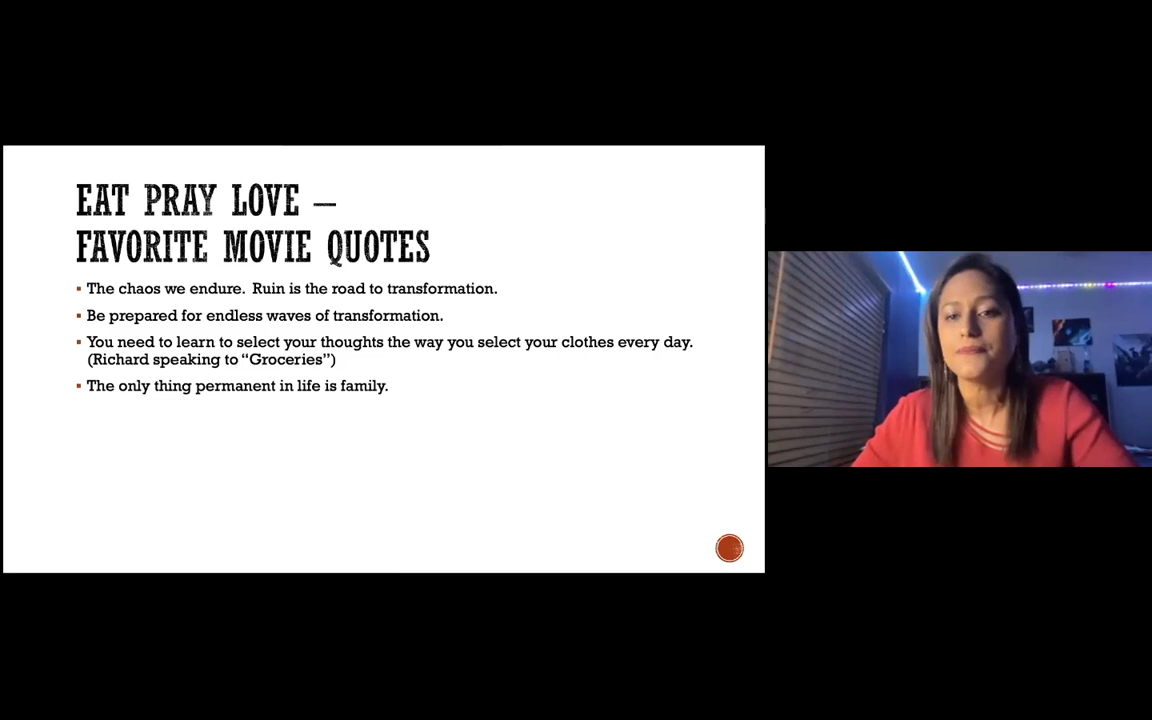 EAT PRAY LOVE –
FAVORITE MOVIE QUOTES
▪ The chaos we endure.  Ruin is the road to transformation.
▪ Be prepared for endless waves of transformation.
▪ You need to learn to select your thoughts the way you select your clothes every day.
(Richard speaking to “Groceries”)
▪ The only thing permanent in life is family.